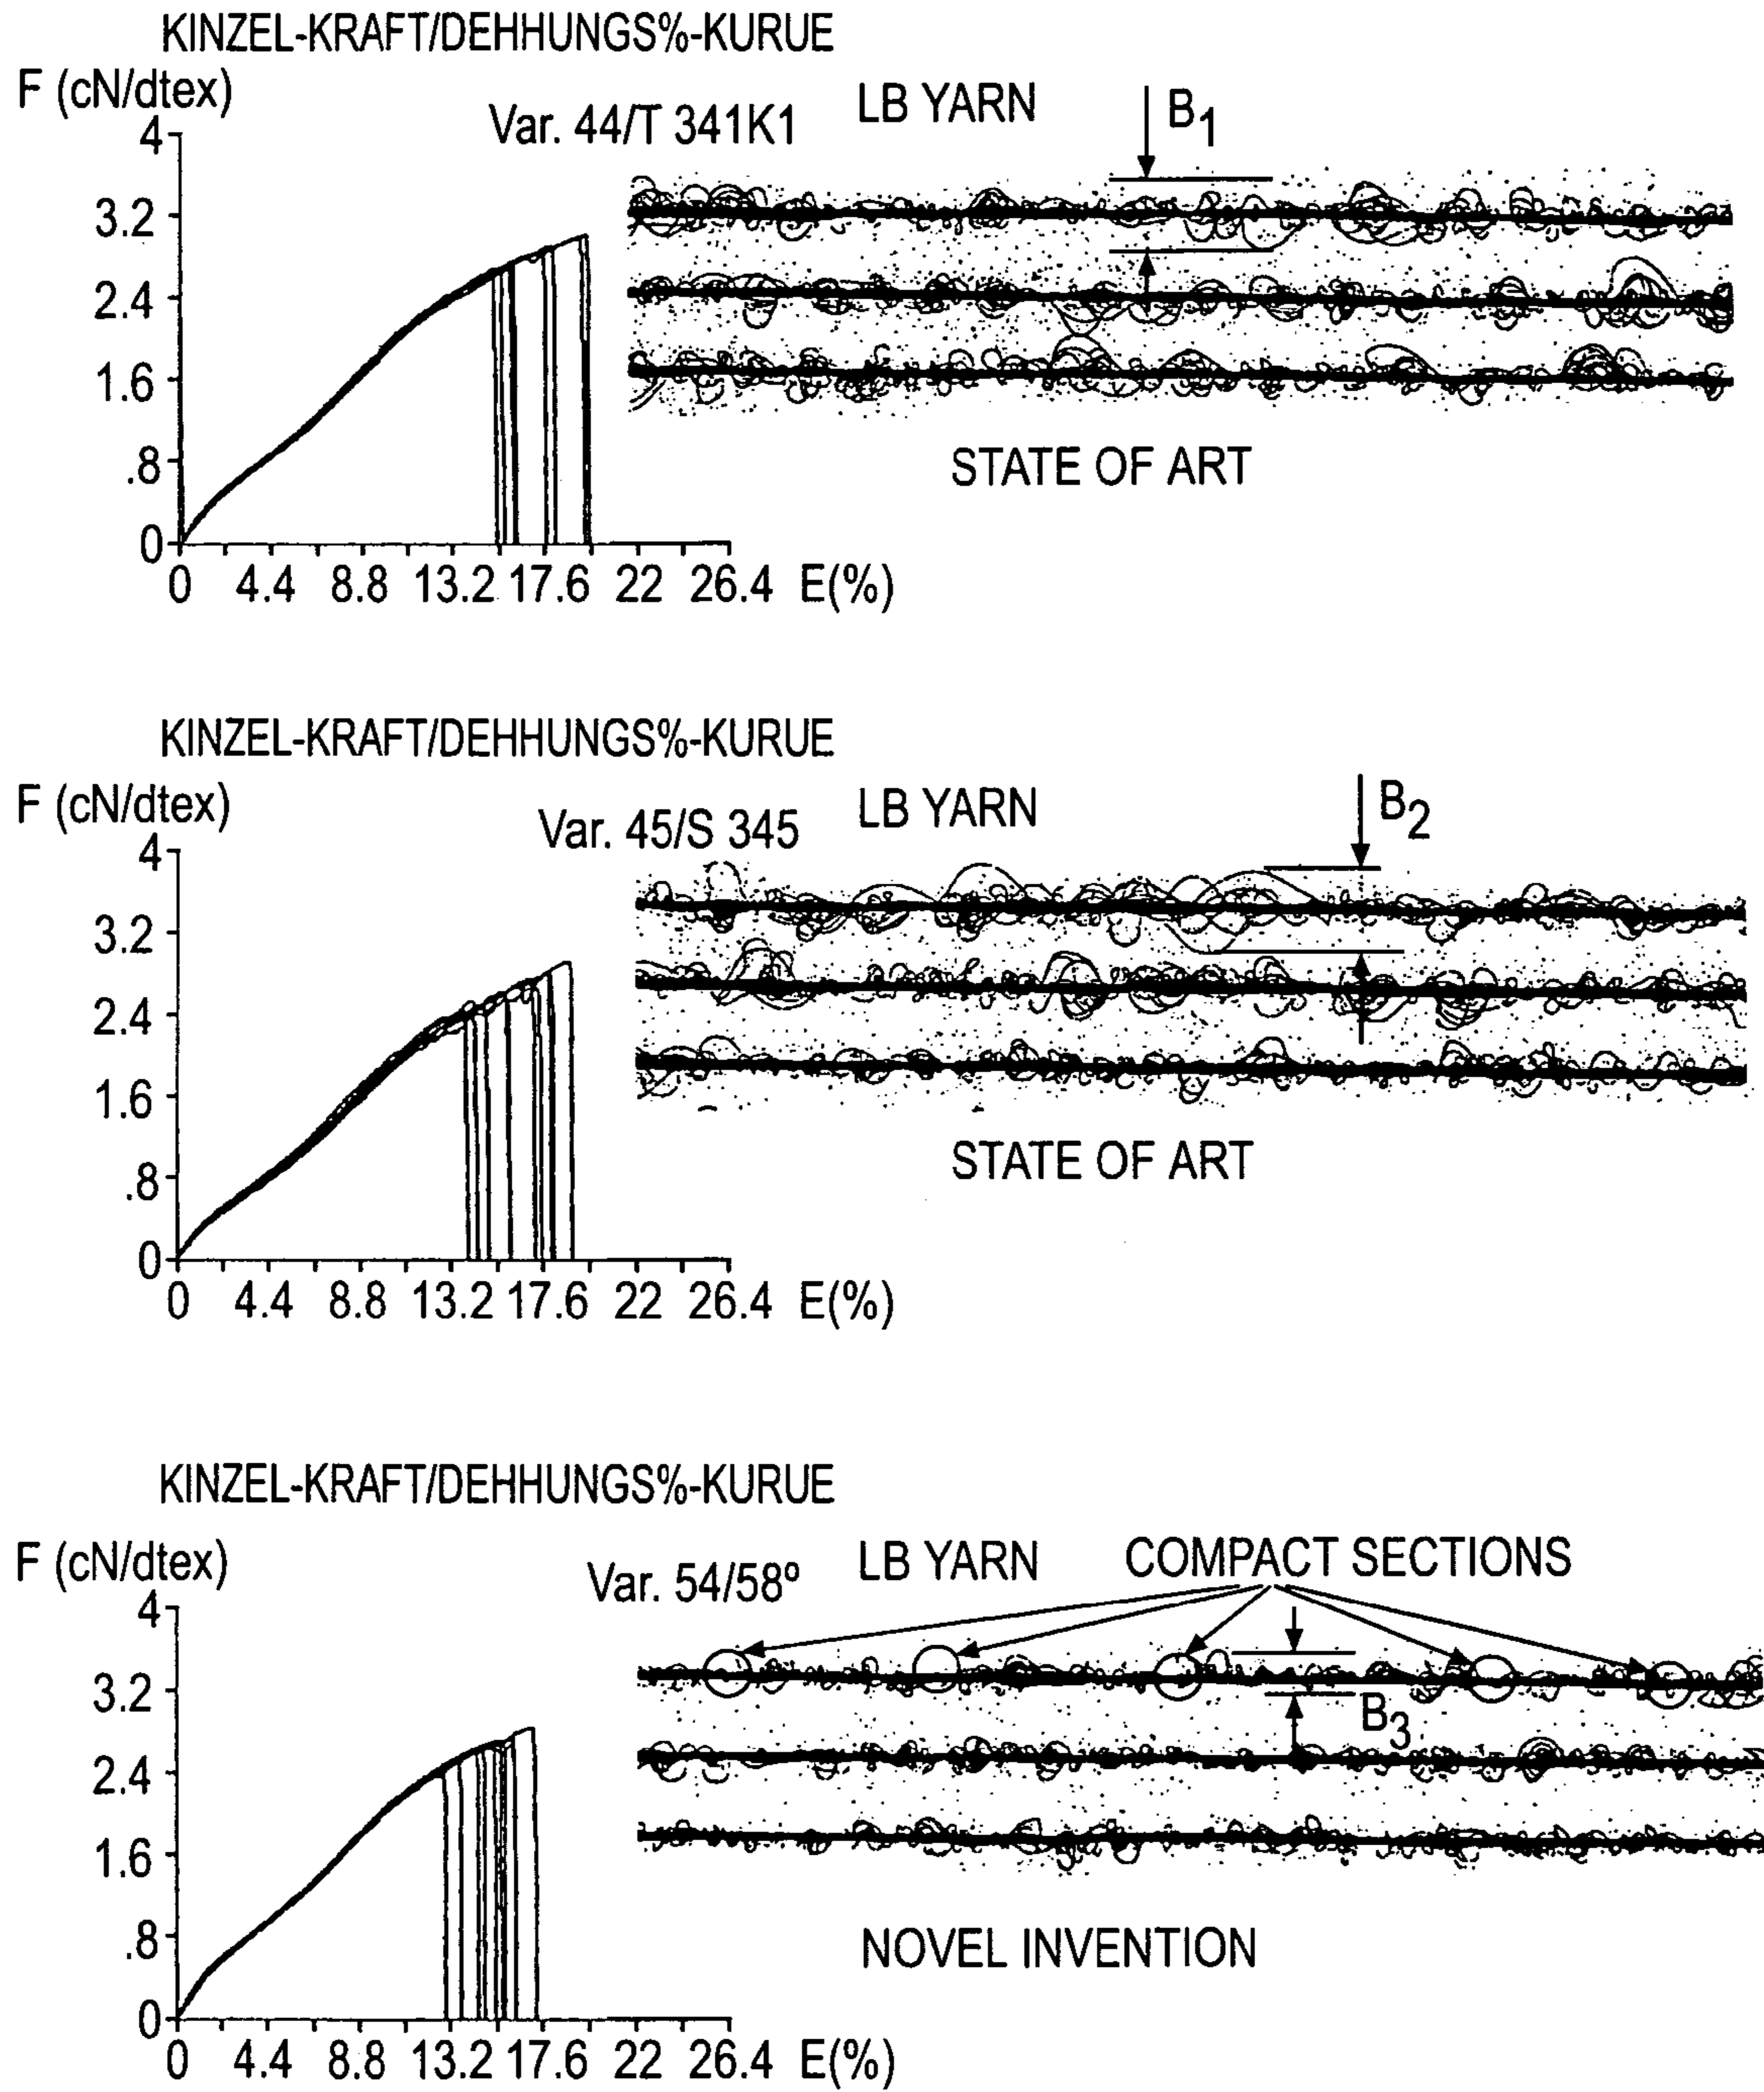 KINZEL-KRAFT/DEHHUNGS%-KURUE
F (cN/dtex)
Var. 44/T 341K1
LB YARN
B1
4
3.2
2.4
1.6
.8
0
STATE OF ART
0 4.4 8.8 13.2 17.6 22 26.4 E(%)
KINZEL-KRAFT/DEHHUNGS%-KURUE
F (cN/dtex)
Var. 45/S 345
LB YARN
B2
4
3.2
2.4
1.6
.8
0
STATE OF ART
0 4.4 8.8 13.2 17.6 22 26.4 E(%)
KINZEL-KRAFT/DEHHUNGS%-KURUE
F (cN/dtex)
Var. 54/58º
LB YARN
COMPACT SECTIONS
4
3.2
B3
2.4
1.6
.8
0
NOVEL INVENTION
0 4.4 8.8 13.2 17.6 22 26.4 E(%)